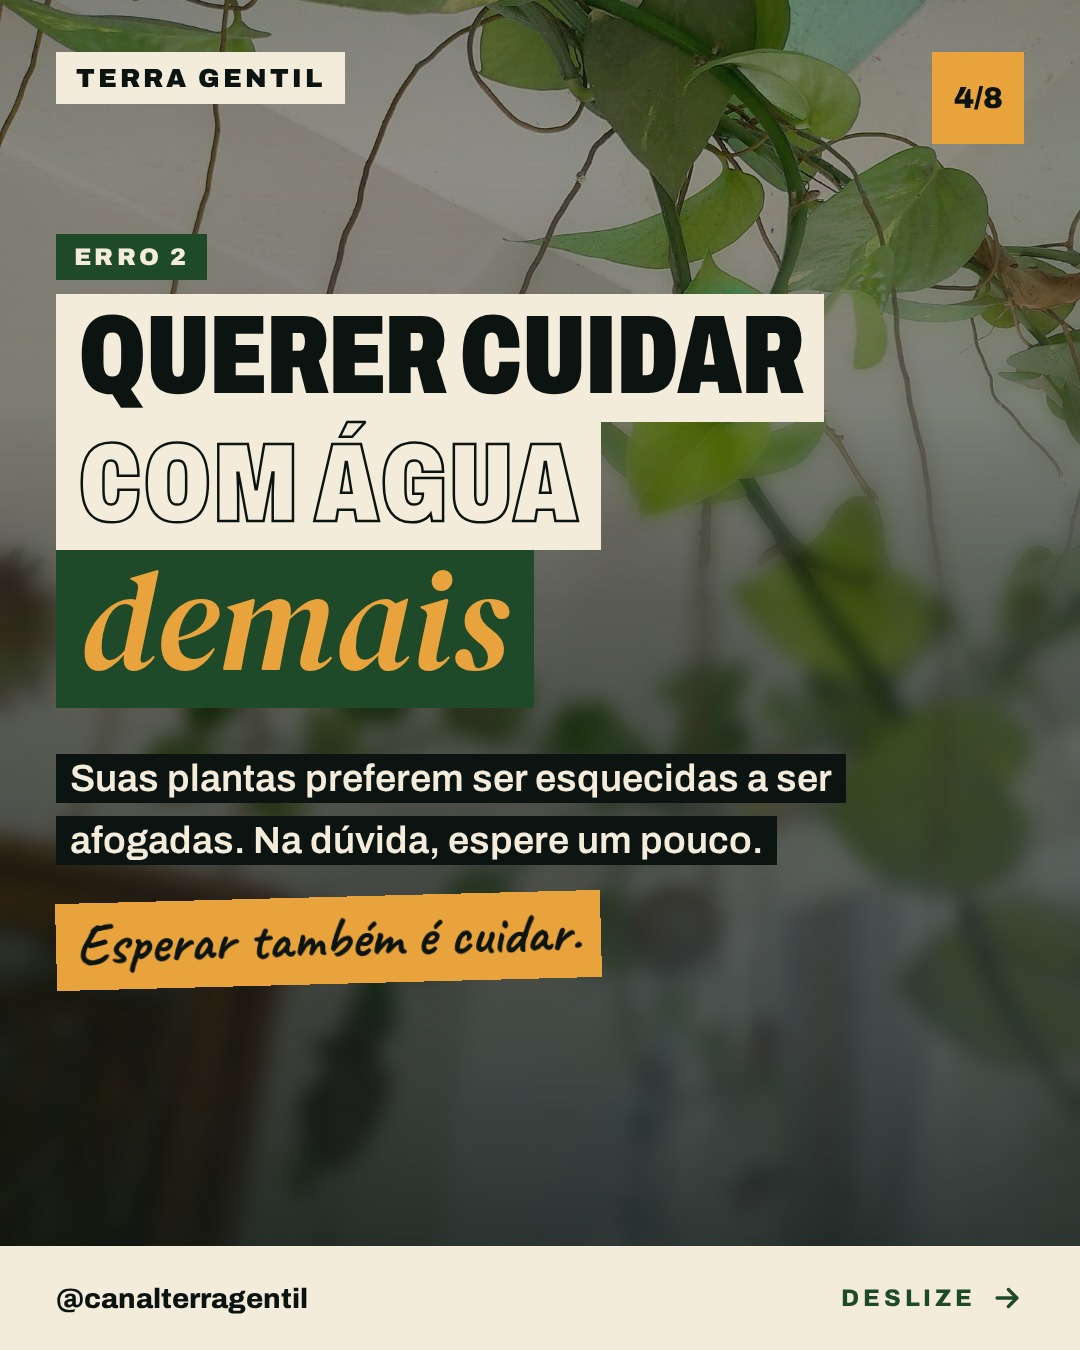 TERRA GENTIL
4/8
ERRO 2
QUERER CUIDAR
COM ÁGUA
demais
Suas plantas preferem ser esquecidas a ser
afogadas. Na dúvida, espere um pouco.
Esperar também é cuidar.
@canalterragentil
DESLIZE →